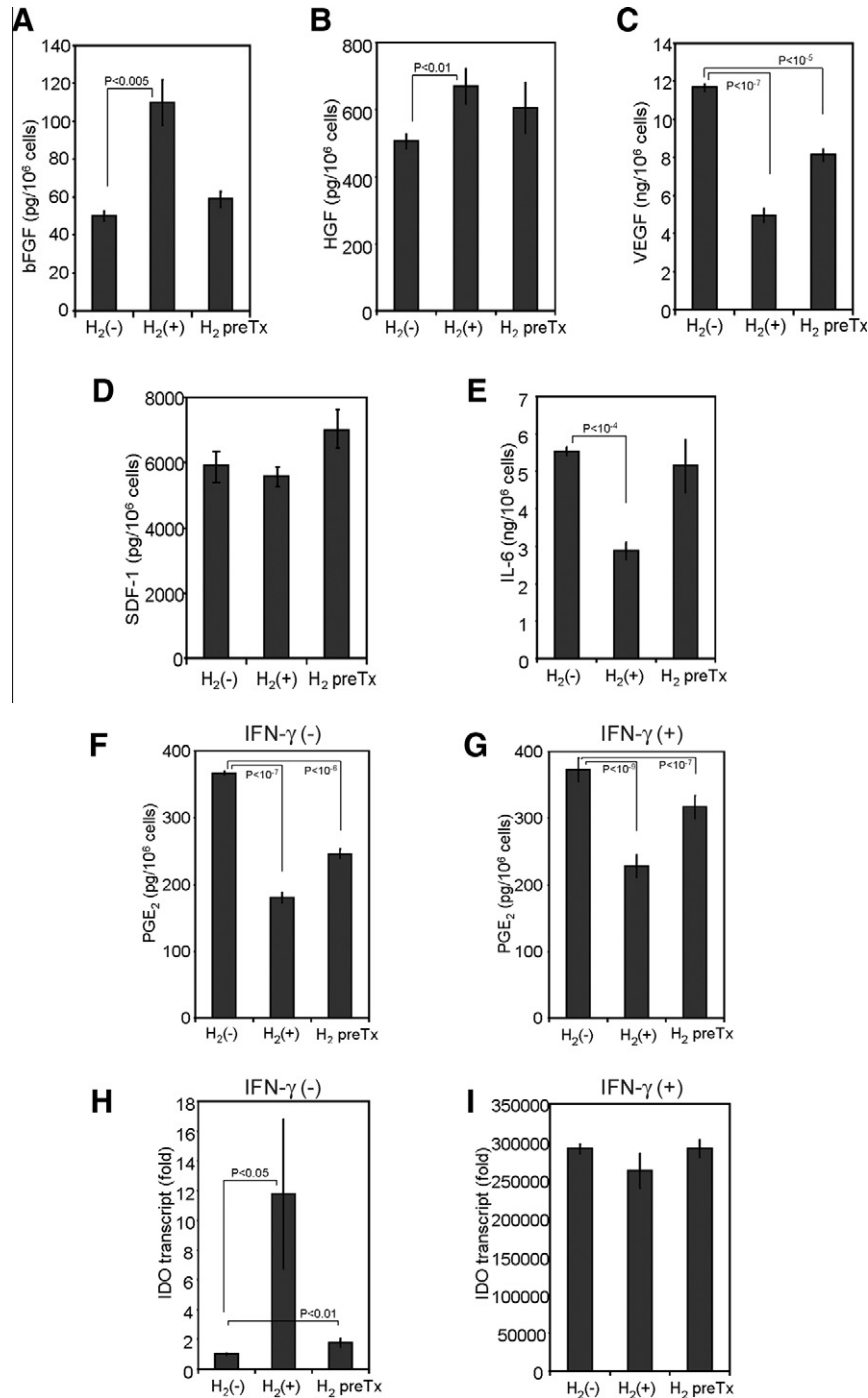 A
bFGF (pg/10⁶ cells)
140
120
100
80
60
40
20
0
P<0.005
H₂(-) H₂(+) H₂ preTx
B
HGF (pg/10⁶ cells)
800
600
400
200
0
P<0.01
H₂(-) H₂(+) H₂ preTx
C
VEGF (ng/10⁶ cells)
14
12
10
8
6
4
2
0
P<10⁻⁵
P<10⁻⁷
H₂(-) H₂(+) H₂ preTx
D
SDF-1 (pg/10⁶ cells)
8000
6000
4000
2000
0
H₂(-) H₂(+) H₂ preTx
E
IL-6 (ng/10⁶ cells)
7
6
5
4
3
2
1
0
P<10⁻⁴
H₂(-) H₂(+) H₂ preTx
F
IFN-γ (-)
PGE₂ (pg/10⁶ cells)
400
300
200
100
0
P<10⁻⁷
H₂(-) H₂(+) H₂ preTx
G
IFN-γ (+)
PGE₂ (pg/10⁶ cells)
400
300
200
100
0
P<10⁻⁷
H₂(-) H₂(+) H₂ preTx
H
IFN-γ (-)
IDO transcript (fold)
18
16
14
12
10
8
6
4
2
0
P<0.05
P<0.01
H₂(-) H₂(+) H₂ preTx
I
IFN-γ (+)
IDO transcript (fold)
350000
300000
250000
200000
150000
100000
50000
0
H₂(-) H₂(+) H₂ preTx